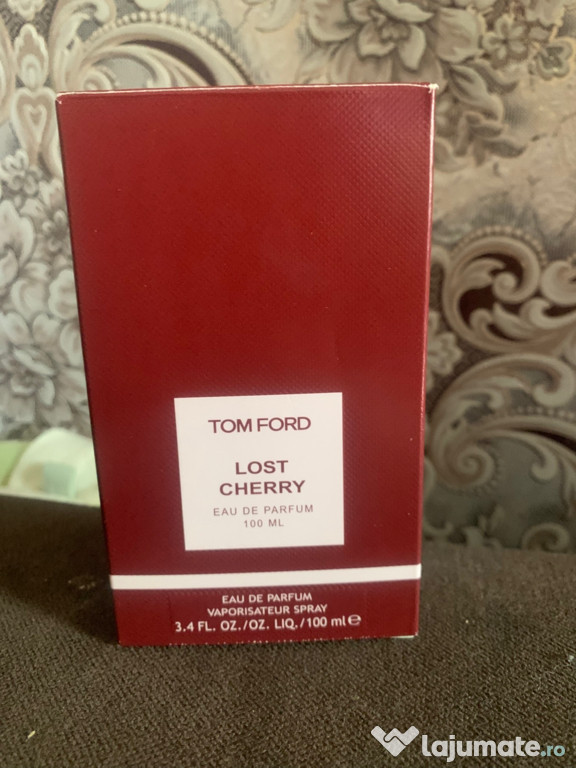 TOM FORD
LOST
CHERRY
EAU DE PARFUM
100 ML
EAU DE PARFUM
VAPORISATEUR SPRAY
3.4 FL. OZ./OZ. LIQ./100 ml ℮
lajumate.ro